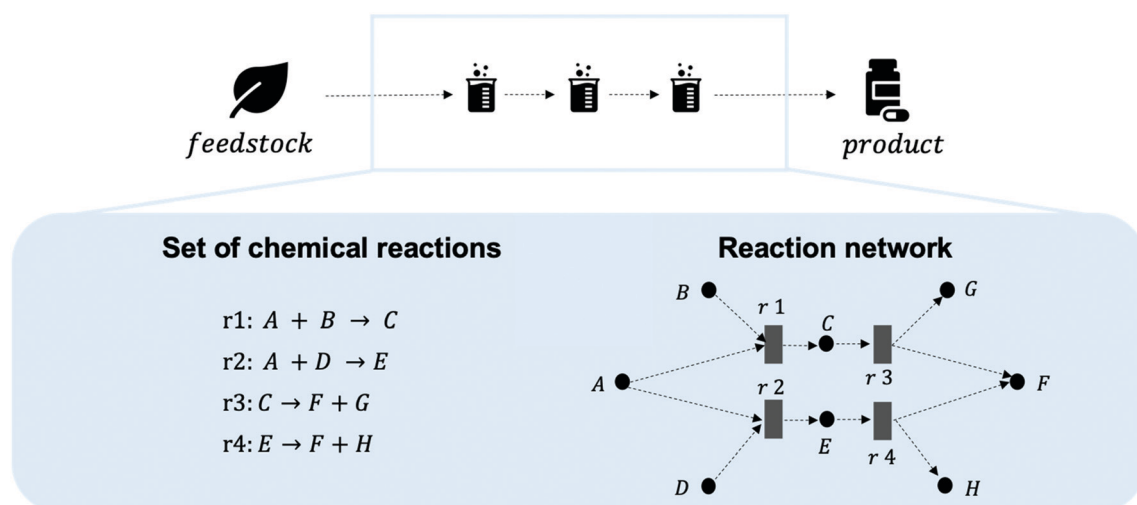 feedstock
product
Set of chemical reactions
r1: A + B → C
r2: A + D → E
r3: C → F + G
r4: E → F + H
Reaction network
B
G
r 1
C
A
r 2
r 3
F
E
r 4
D
H